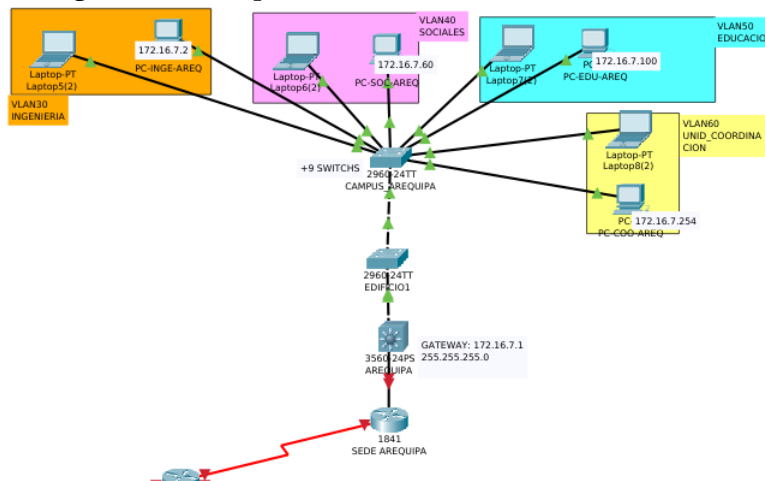 VLAN40
SOCIALES
VLAN50
EDUCACIO
172.16.7.2
172.16.7.60
172.16.7.100
Laptop-PT
Laptop5(2)
PC-INGE-AREQ
Laptop-PT
Laptop6(2)
PC-SOC-AREQ
Laptop-PT
Laptop7(2)
PC-EDU-AREQ
VLAN30
INGENIERIA
VLAN60
UNID_COORDINA
CION
Laptop-PT
Laptop8(2)
+9 SWITCHS
2960-24TT
CAMPUS_AREQUIPA
PC-
172.16.7.254
PC-COO-AREQ
2960-24TT
EDIFICIO1
3560-24PS
AREQUIPA
GATEWAY: 172.16.7.1
255.255.255.0
1841
SEDE AREQUIPA